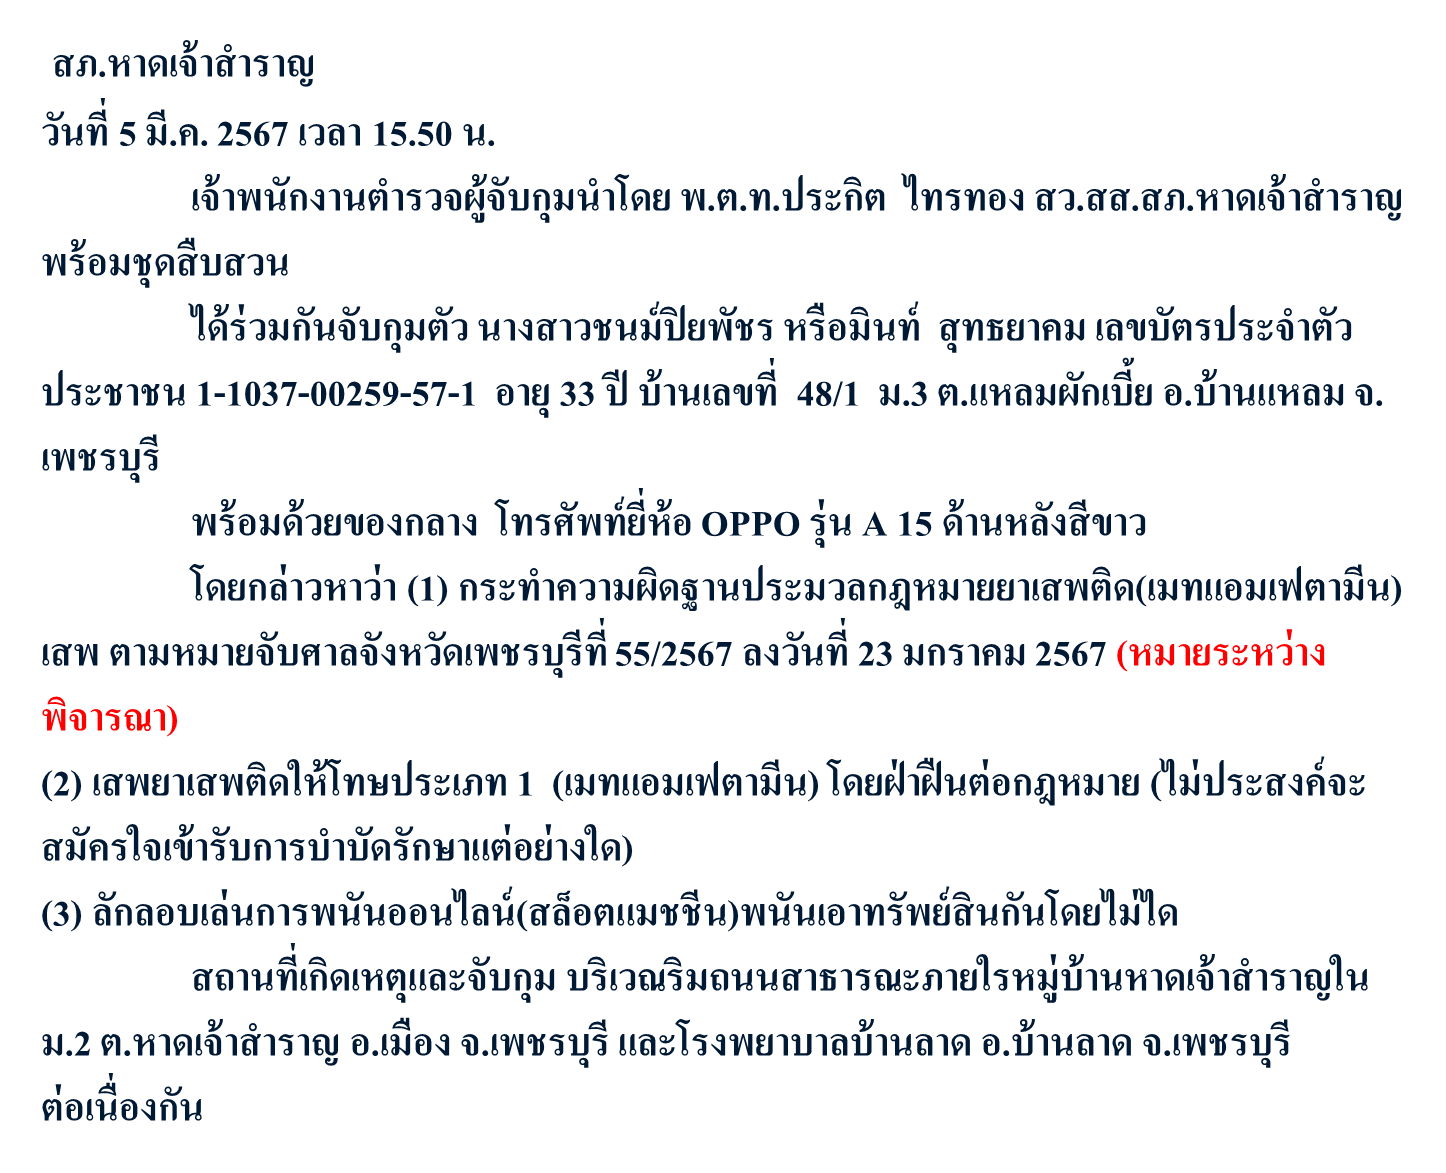 สภ.หาดเจ้าสำราญ
วันที่ 5 มี.ค. 2567 เวลา 15.50 น.
เจ้าพนักงานตำรวจผู้จับกุมนำโดย พ.ต.ท.ประกิต ไทรทอง สว.สส.สภ.หาดเจ้าสำราญ
พร้อมชุดสืบสวน
ได้ร่วมกันจับกุมตัว นางสาวชนม์ปิยพัชร หรือมินท์ สุทธยาคม เลขบัตรประจำตัว
ประชาชน 1-1037-00259-57-1 อายุ 33 ปี บ้านเลขที่ 48/1 ม.3 ต.แหลมผักเบี้ย อ.บ้านแหลม จ.
เพชรบุรี
พร้อมด้วยของกลาง โทรศัพท์ยี่ห้อ OPPO รุ่น A 15 ด้านหลังสีขาว
โดยกล่าวหาว่า (1) กระทำความผิดฐานประมวลกฎหมายยาเสพติด(เมทแอมเฟตามีน)
เสพ ตามหมายจับศาลจังหวัดเพชรบุรีที่ 55/2567 ลงวันที่ 23 มกราคม 2567 (หมายระหว่าง
พิจารณา)
(2) เสพยาเสพติดให้โทษประเภท 1 (เมทแอมเฟตามีน) โดยฝ่าฝืนต่อกฎหมาย (ไม่ประสงค์จะ
สมัครใจเข้ารับการบำบัดรักษาแต่อย่างใด)
(3) ลักลอบเล่นการพนันออนไลน์(สล็อตแมชชีน)พนันเอาทรัพย์สินกันโดยไม่ได
สถานที่เกิดเหตุและจับกุม บริเวณริมถนนสาธารณะภายใรหมู่บ้านหาดเจ้าสำราญใน
ม.2 ต.หาดเจ้าสำราญ อ.เมือง จ.เพชรบุรี และโรงพยาบาลบ้านลาด อ.บ้านลาด จ.เพชรบุรี
ต่อเนื่องกัน